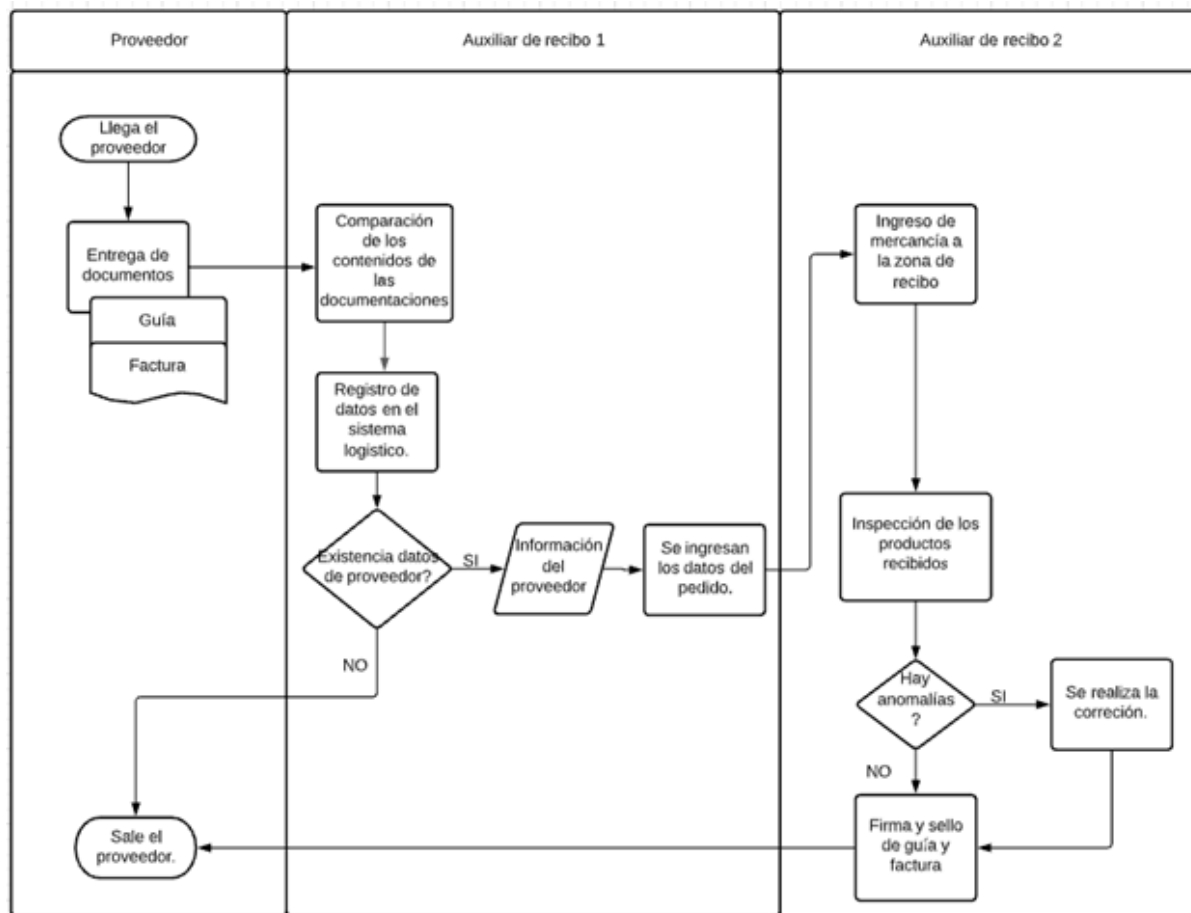 Proveedor
Auxiliar de recibo 1
Auxiliar de recibo 2
Llega el
proveedor
Entrega de
documentos
Guía
Factura
Comparación
de los
contenidos de
las
documentaciones
Registro de
datos en el
sistema
logistico.
Existencia datos
de proveedor?
SI
Información
del
proveedor
Se ingresan
los datos del
pedido.
NO
Ingreso de
mercancía a
la zona de
recibo
Inspección de los
productos
recibidos
Hay
anomalías
?
SI
Se realiza la
correción.
NO
Firma y sello
de guía y
factura
Sale el
proveedor.